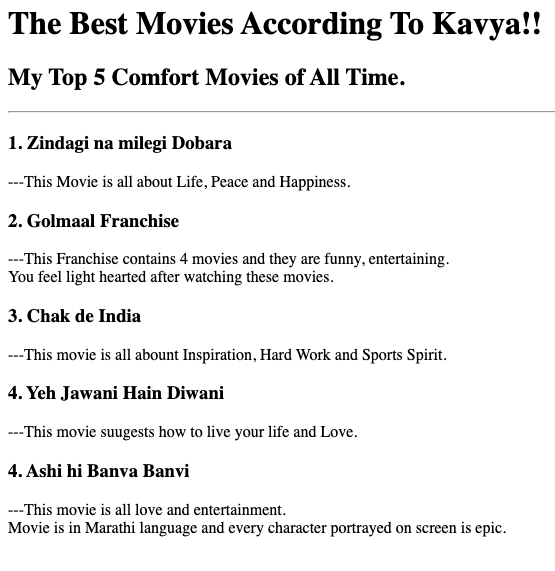 The Best Movies According To Kavya!!
My Top 5 Comfort Movies of All Time.
1. Zindagi na milegi Dobara
---This Movie is all about Life, Peace and Happiness.
2. Golmaal Franchise
---This Franchise contains 4 movies and they are funny, entertaining.
You feel light hearted after watching these movies.
3. Chak de India
---This movie is all abount Inspiration, Hard Work and Sports Spirit.
4. Yeh Jawani Hain Diwani
---This movie suugests how to live your life and Love.
4. Ashi hi Banva Banvi
---This movie is all love and entertainment.
Movie is in Marathi language and every character portrayed on screen is epic.